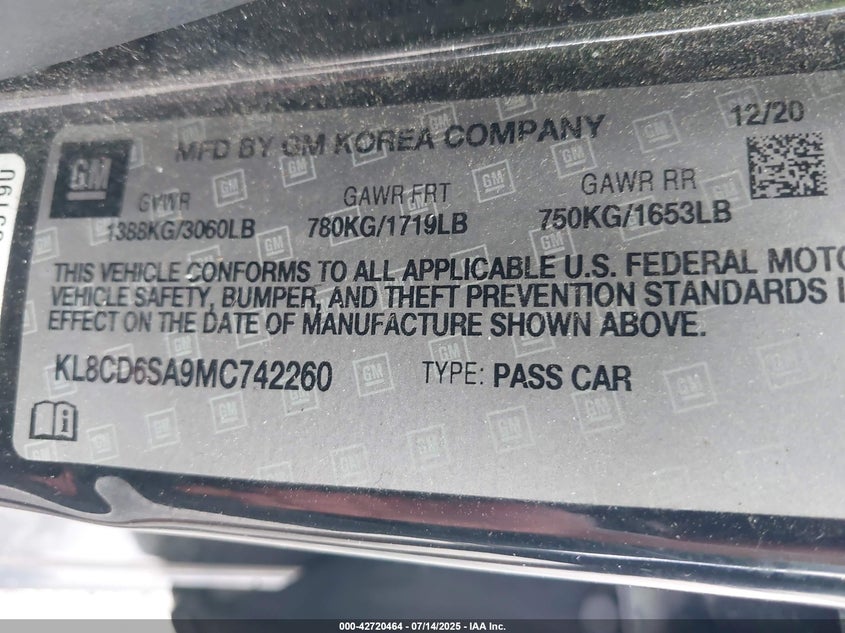 MFD BY GM KOREA COMPANY
12/20
GM
GVWR
1388KG/3060LB
GAWR FRT
780KG/1719LB
GAWR RR
750KG/1653LB
THIS VEHICLE CONFORMS TO ALL APPLICABLE U.S. FEDERAL MOTO
VEHICLE SAFETY, BUMPER, AND THEFT PREVENTION STANDARDS I
EFFECT ON THE DATE OF MANUFACTURE SHOWN ABOVE.
KL8CD6SA9MC742260
TYPE: PASS CAR
000-42720464 - 07/14/2025 - IAA Inc.